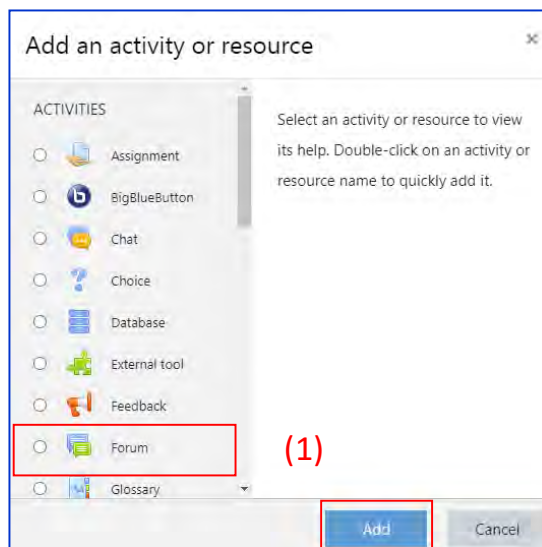 Add an activity or resource
×
ACTIVITIES
Assignment
BigBlueButton
Chat
Choice
Database
External tool
Feedback
Forum
Glossary
Select an activity or resource to view
its help. Double-click on an activity or
resource name to quickly add it.
(1)
Add
Cancel